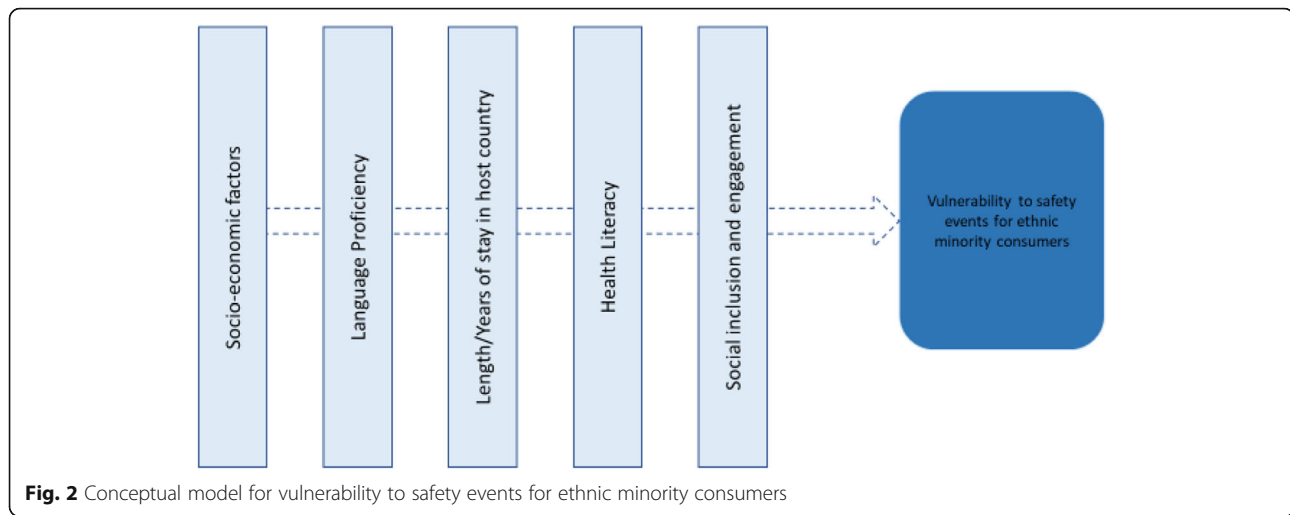 Socio-economic factors
Language Proficiency
Length/Years of stay in host country
Health Literacy
Social inclusion and engagement
Vulnerability to safety
events for ethnic
minority consumers
Fig. 2 Conceptual model for vulnerability to safety events for ethnic minority consumers